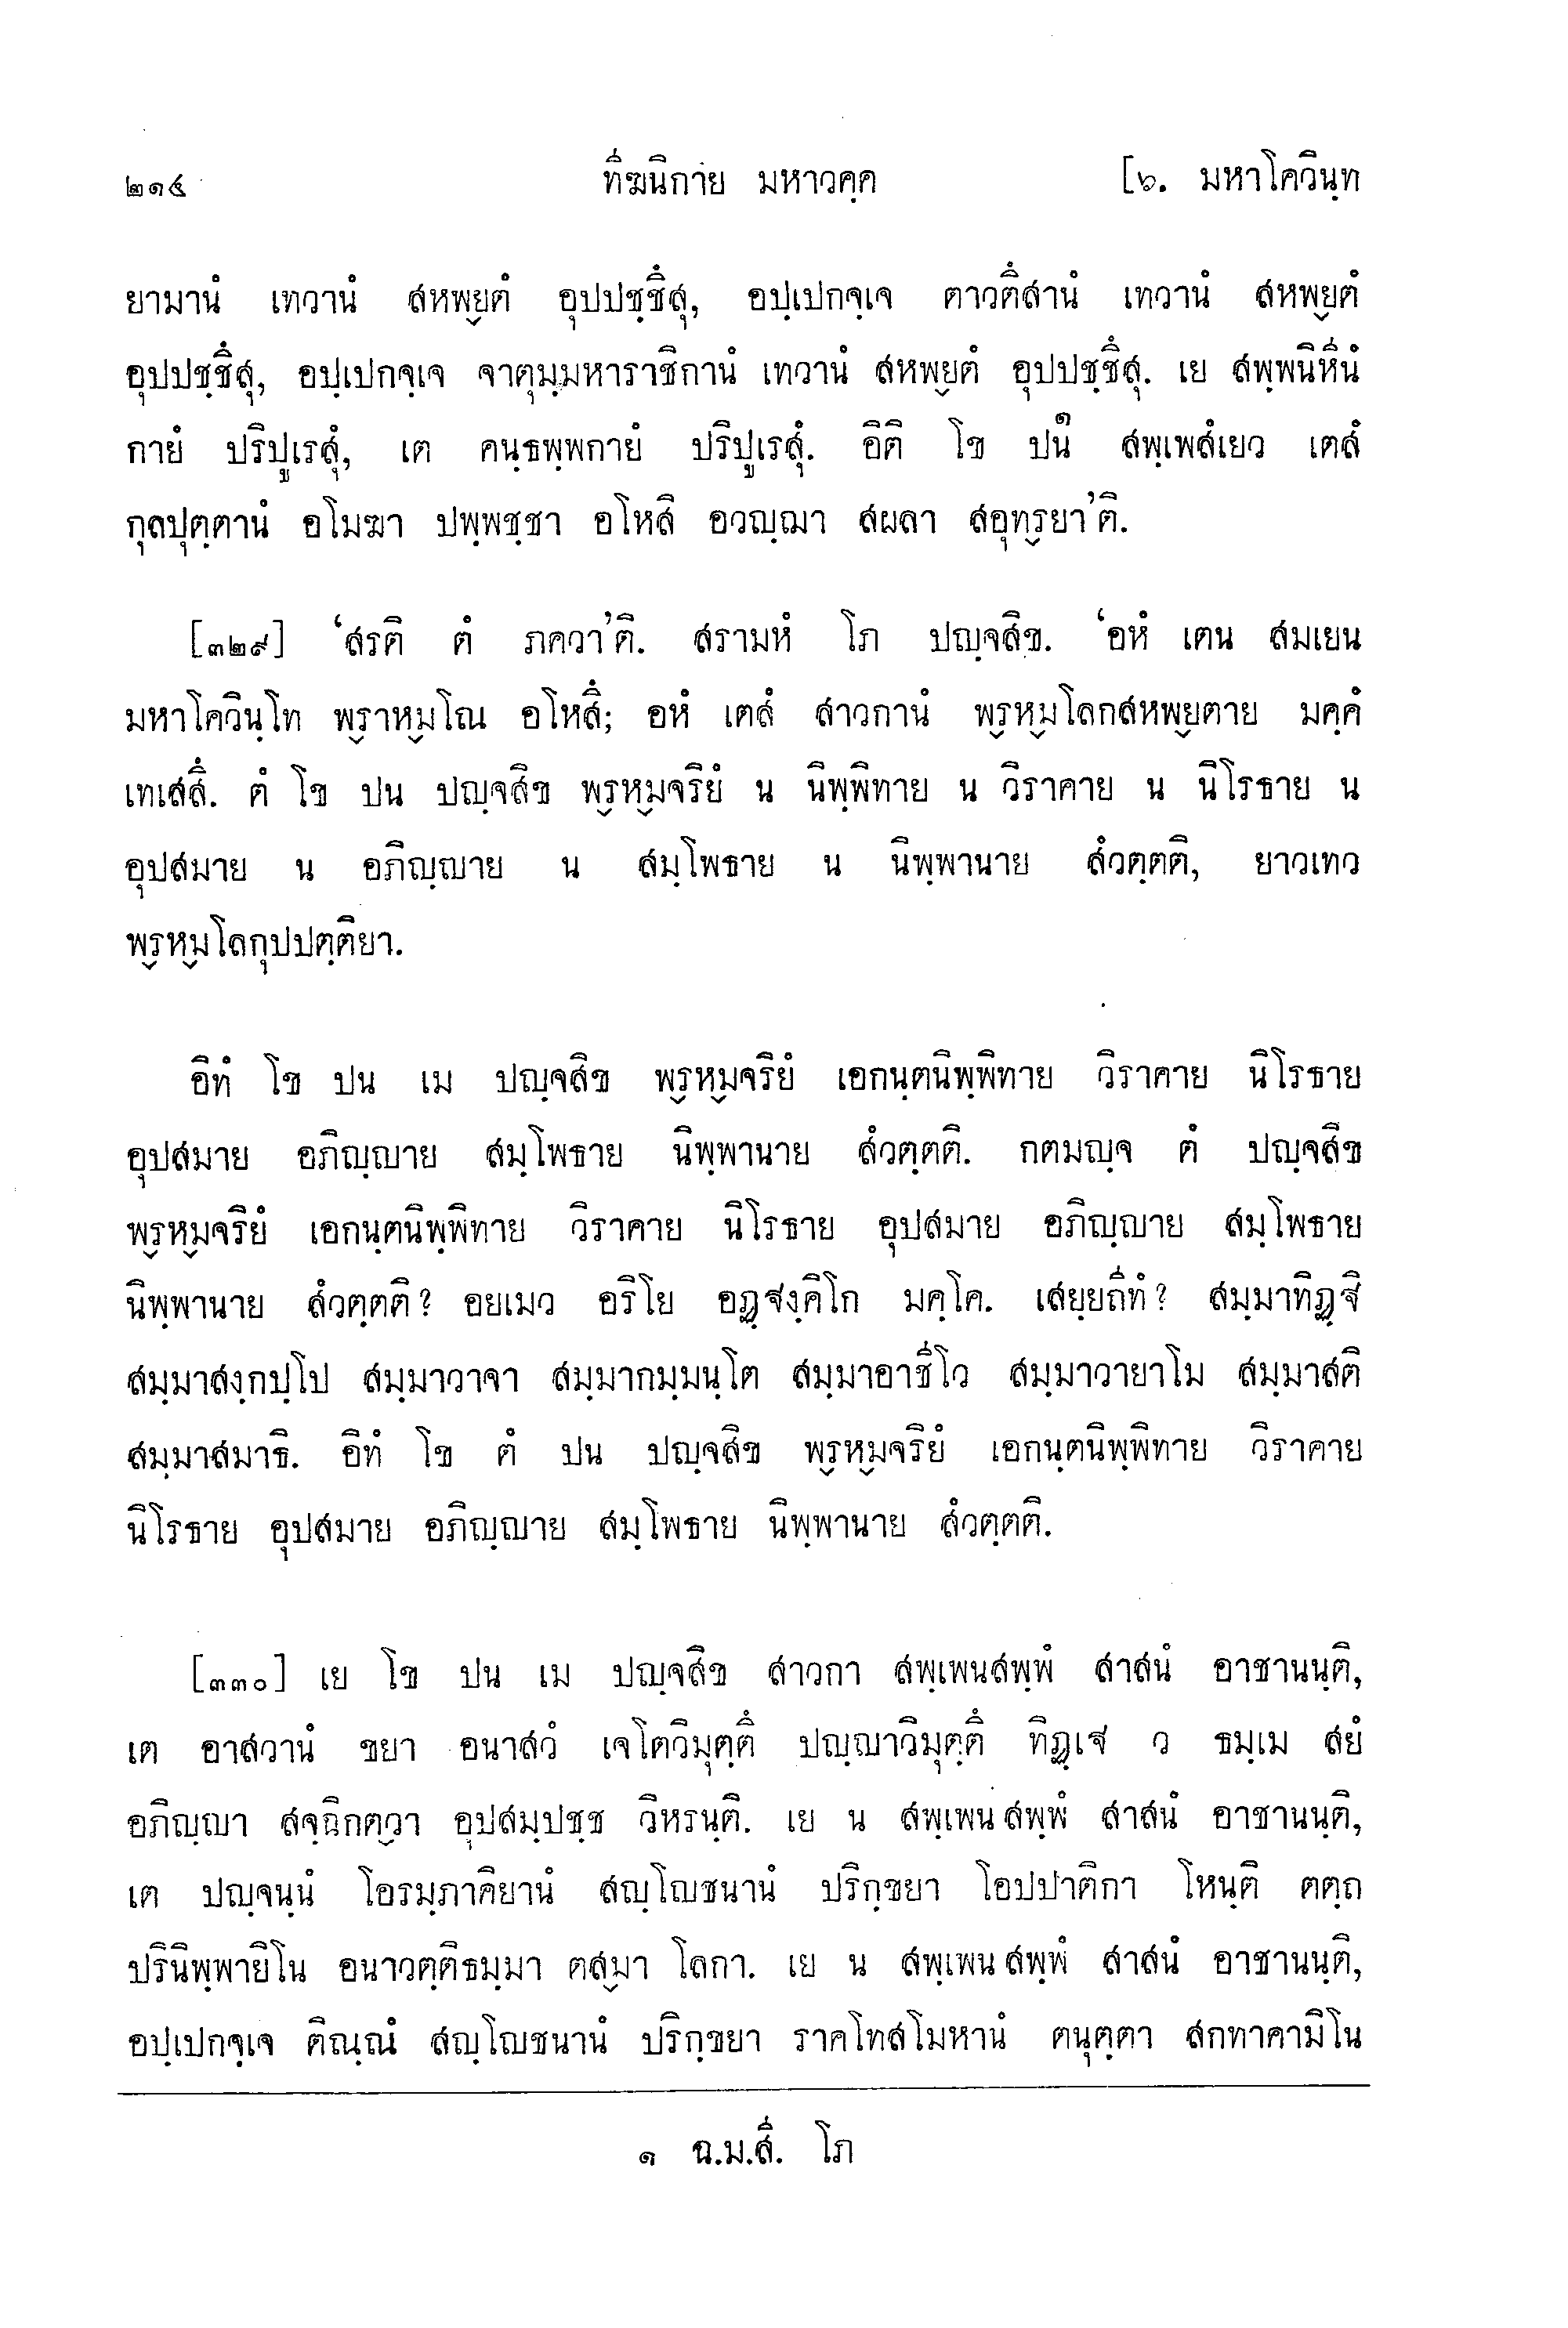 ๒๑๔ ทีฆนิกาย มหาวคฺค [๖. มหาโควินฺท
ยามานํ เทวานํ สหพฺยตํ อุปปชฺชึสุ, อปฺเปกจฺเจ ตาวตึสานํ เทวานํ สหพฺยตํ
อุปปชฺชึสุ, อปฺเปกจฺเจ จาตุมฺมหาราชิกานํ เทวานํ สหพฺยตํ อุปปชฺชึสุ. เย สพฺพนิหีนํ
กายํ ปริปูเรสุํ, เต คนฺธพฺพกายํ ปริปูเรสุํ. อิติ โข ปน๑ สพฺเพสํเยว เตสํ
กุลปุตฺตานํ อโมฆา ปพฺพชฺชา อโหสิ อวญฺฌา สผลา สอุทฺรยา’ติ.
[๓๒๙] ‘สรติ ตํ ภควา’ติ. สรามหํ โภ ปญฺจสิข. ‘อหํ เตน สมเยน
มหาโควินฺโท พฺราหฺมโณ อโหสึ; อหํ เตสํ สาวกานํ พฺรหฺมโลกสหพฺยตาย มคฺคํ
เทเสสึ. ตํ โข ปน ปญฺจสิข พฺรหฺมจริยํ น นิพฺพิทาย น วิราคาย น นิโรธาย น
อุปสมาย น อภิญฺญาย น สมฺโพธาย น นิพฺพานาย สํวตฺตติ, ยาวเทว
พฺรหฺมโลกุปปตฺติยา.
อิทํ โข ปน เม ปญฺจสิข พฺรหฺมจริยํ เอกนฺตนิพฺพิทาย วิราคาย นิโรธาย
อุปสมาย อภิญฺญาย สมฺโพธาย นิพฺพานาย สํวตฺตติ. กตมญฺจ ตํ ปญฺจสิข
พฺรหฺมจริยํ เอกนฺตนิพฺพิทาย วิราคาย นิโรธาย อุปสมาย อภิญฺญาย สมฺโพธาย
นิพฺพานาย สํวตฺตติ? อยเมว อริโย อฏฺฐงฺคิโก มคฺโค. เสยฺยถีทํ? สมฺมาทิฏฺฐิ
สมฺมาสงฺกปฺโป สมฺมาวาจา สมฺมากมฺมนฺโต สมฺมาอาชีโว สมฺมาวายาโม สมฺมาสติ
สมฺมาสมาธิ. อิทํ โข ตํ ปน ปญฺจสิข พฺรหฺมจริยํ เอกนฺตนิพฺพิทาย วิราคาย
นิโรธาย อุปสมาย อภิญฺญาย สมฺโพธาย นิพฺพานาย สํวตฺตติ.
[๓๓๐] เย โข ปน เม ปญฺจสิข สาวกา สพฺเพนสพฺพํ สาสนํ อาชานนฺติ,
เต อาสวานํ ขยา อนาสวํ เจโตวิมุตฺตึ ปญฺญาวิมุตฺตึ ทิฏฺเฐ ว ธมฺเม สยํ
อภิญฺญา สจฺฉิกตฺวา อุปสมฺปชฺช วิหรนฺติ. เย น สพฺเพนสพฺพํ สาสนํ อาชานนฺติ,
เต ปญฺจนฺนํ โอรมฺภาคิยานํ สญฺโญชนานํ ปริกฺขยา โอปปาติกา โหนฺติ ตตฺถ
ปรินิพฺพายิโน อนาวตฺติธมฺมา ตสฺมา โลกา. เย น สพฺเพนสพฺพํ สาสนํ อาชานนฺติ,
อปฺเปกจฺเจ ติณฺณํ สญฺโญชนานํ ปริกฺขยา ราคโทสโมหานํ ตนุตฺตา สกทาคามิโน
๑ ฉ.ม.สี. โภ